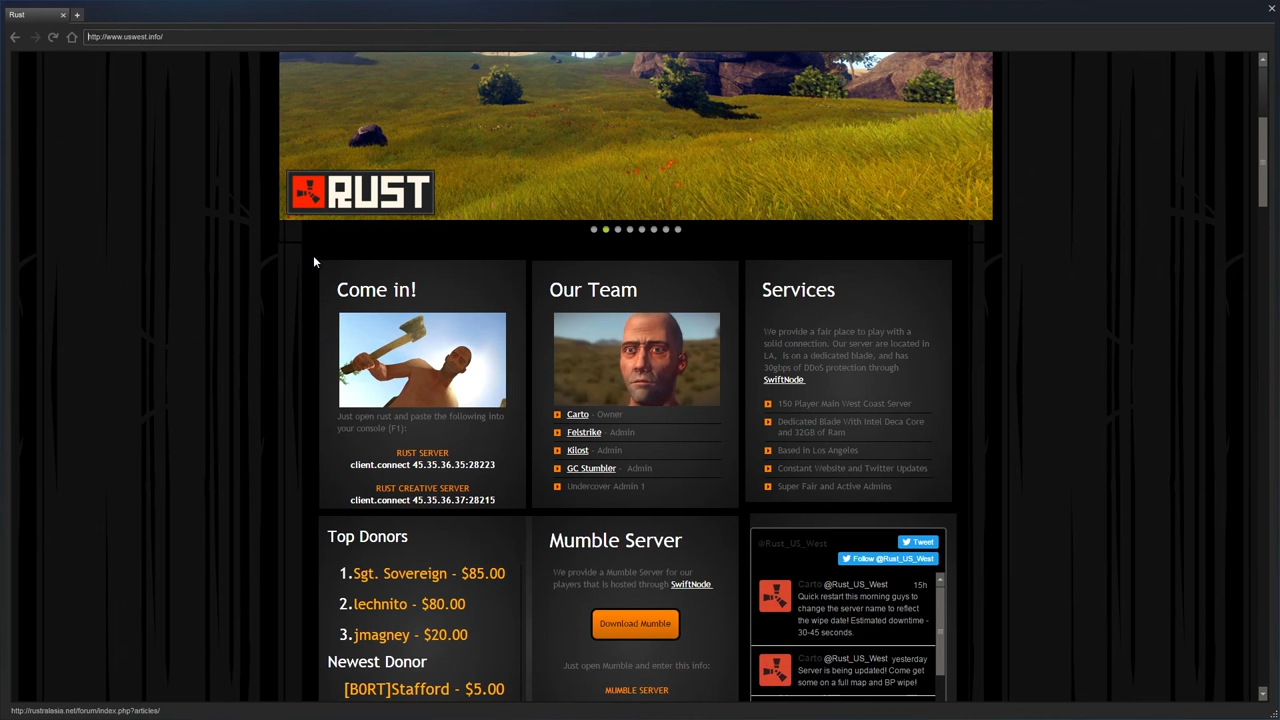 Rust
http://www.uswest.info/
RUST
Come in!
Just open rust and paste the following into
your console (F1):
RUST SERVER
client.connect 45.35.36.35:28223
RUST CREATIVE SERVER
client.connect 45.35.36.37:28215
Our Team
Carto - Owner
Felstrike - Admin
Kilost - Admin
GC Stumbler - Admin
Undercover Admin 1
Services
We provide a fair place to play with a
solid connection. Our server are located in
LA, is on a dedicated blade, and has
30gbps of DDoS protection through
SwiftNode
150 Player Main West Coast Server
Dedicated Blade With Intel Deca Core
and 32GB of Ram
Based in Los Angeles
Constant Website and Twitter Updates
Super Fair and Active Admins
Top Donors
1.Sgt. Sovereign - $85.00
2.lechnito - $80.00
3.jmagney - $20.00
Newest Donor
[B0RT]Stafford - $5.00
Mumble Server
We provide a Mumble Server for our
players that is hosted through SwiftNode
Download Mumble
Just open Mumble and enter this info:
MUMBLE SERVER
@Rust_US_West
Tweet
Follow @Rust_US_West
Carto @Rust_US_West 15h
Quick restart this morning guys to
change the server name to reflect
the wipe date! Estimated downtime -
30-45 seconds.
Carto @Rust_US_West yesterday
Server is being updated! Come get
some on a full map and BP wipe!
http://rustralasia.net/forum/index.php?articles/